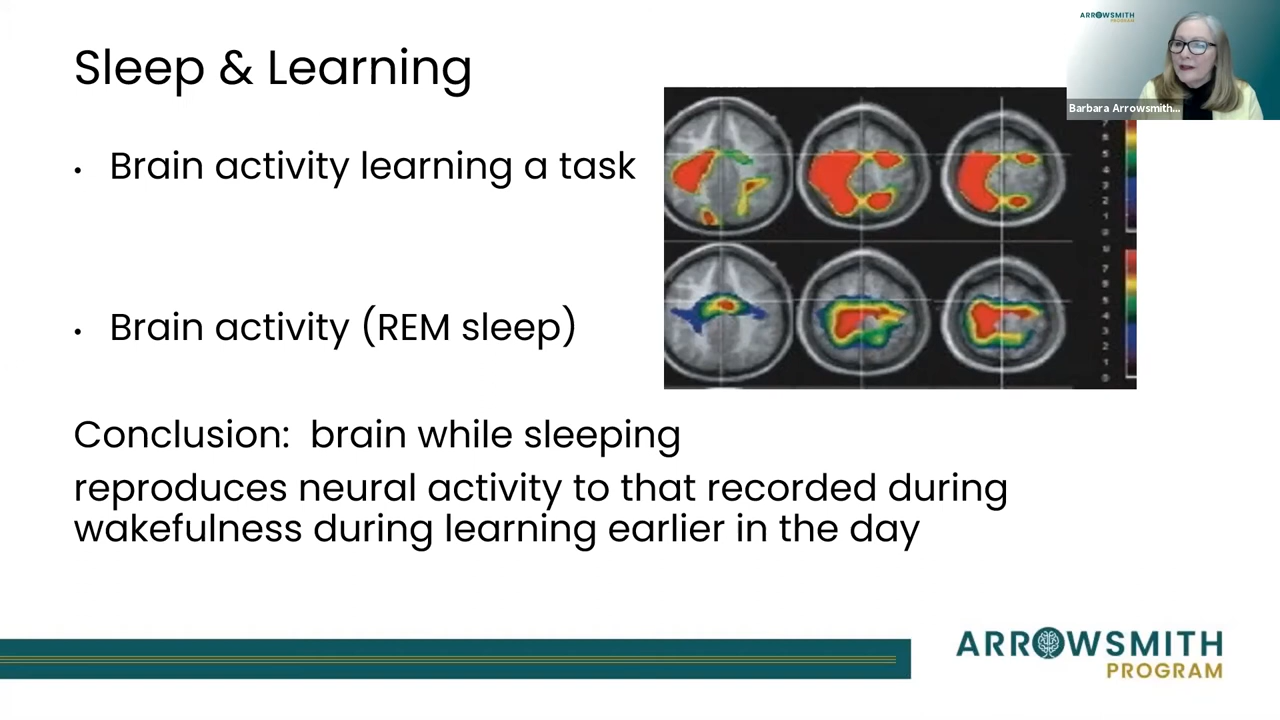 Sleep & Learning
ARROWSMITH
PROGRAM
Barbara Arrowsmith...
• Brain activity learning a task
• Brain activity (REM sleep)
Conclusion:  brain while sleeping
reproduces neural activity to that recorded during
wakefulness during learning earlier in the day
ARROWSMITH
PROGRAM